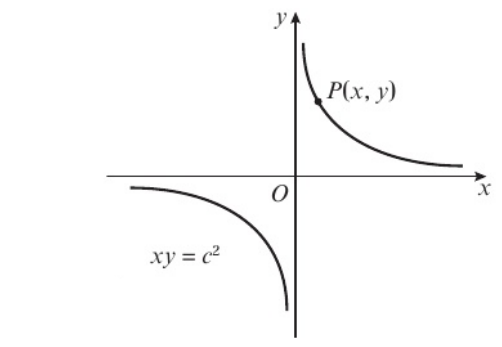 y
P(x, y)
O
x
xy = c²